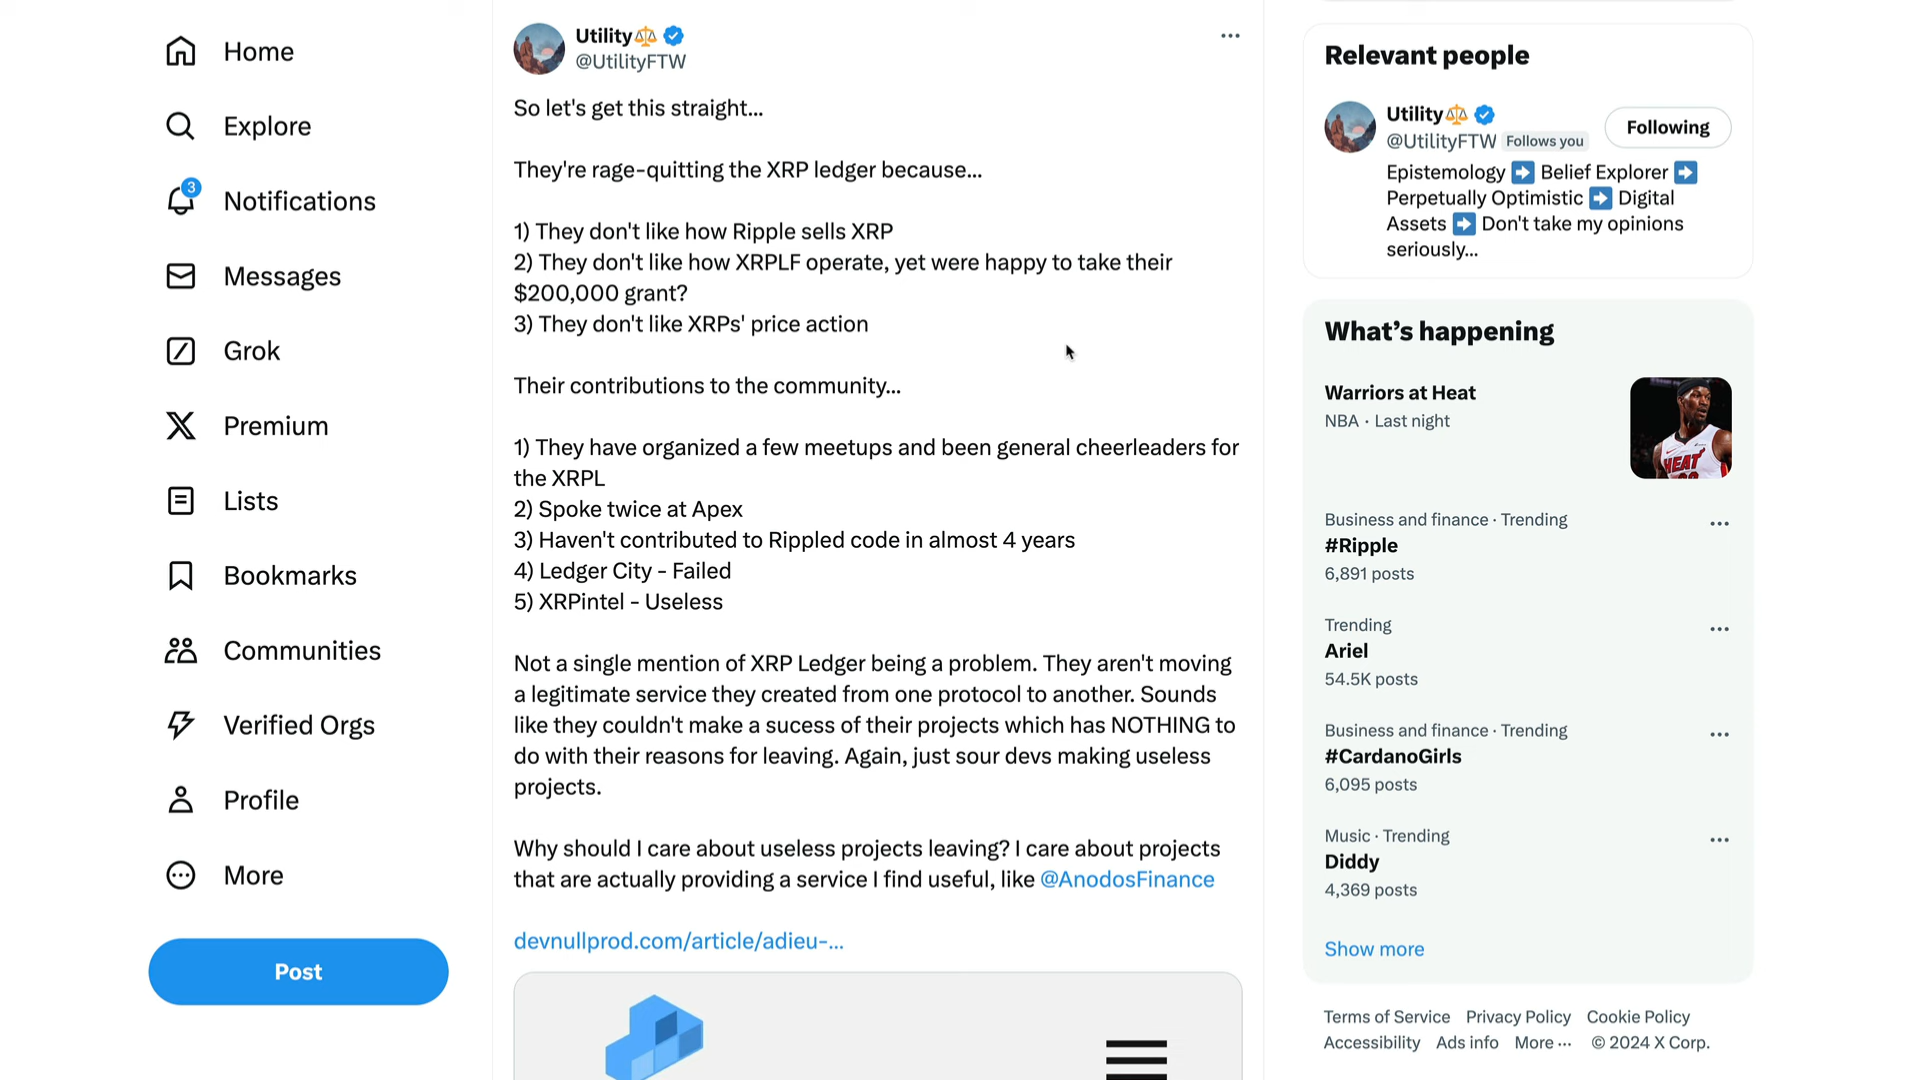 Home
Explore
3
Notifications
Messages
Grok
Premium
Lists
Bookmarks
Communities
Verified Orgs
Profile
More
Post
Utility⚖️
@UtilityFTW
So let's get this straight...
They're rage-quitting the XRP ledger because...
1) They don't like how Ripple sells XRP
2) They don't like how XRPLF operate, yet were happy to take their
$200,000 grant?
3) They don't like XRPs' price action
Their contributions to the community...
1) They have organized a few meetups and been general cheerleaders for
the XRPL
2) Spoke twice at Apex
3) Haven't contributed to Rippled code in almost 4 years
4) Ledger City - Failed
5) XRPintel - Useless
Not a single mention of XRP Ledger being a problem. They aren't moving
a legitimate service they created from one protocol to another. Sounds
like they couldn't make a sucess of their projects which has NOTHING to
do with their reasons for leaving. Again, just sour devs making useless
projects.
Why should I care about useless projects leaving? I care about projects
that are actually providing a service I find useful, like @AnodosFinance
devnullprod.com/article/adieu-...
Relevant people
Utility⚖️
@UtilityFTW Follows you
Following
Epistemology ➡️ Belief Explorer ➡️
Perpetually Optimistic ➡️ Digital
Assets ➡️ Don't take my opinions
seriously...
What's happening
Warriors at Heat
NBA · Last night
HEAT
Business and finance · Trending
#Ripple
6,891 posts
Trending
Ariel
54.5K posts
Business and finance · Trending
#CardanoGirls
6,095 posts
Music · Trending
Diddy
4,369 posts
Show more
Terms of Service Privacy Policy Cookie Policy
Accessibility Ads info More ··· © 2024 X Corp.